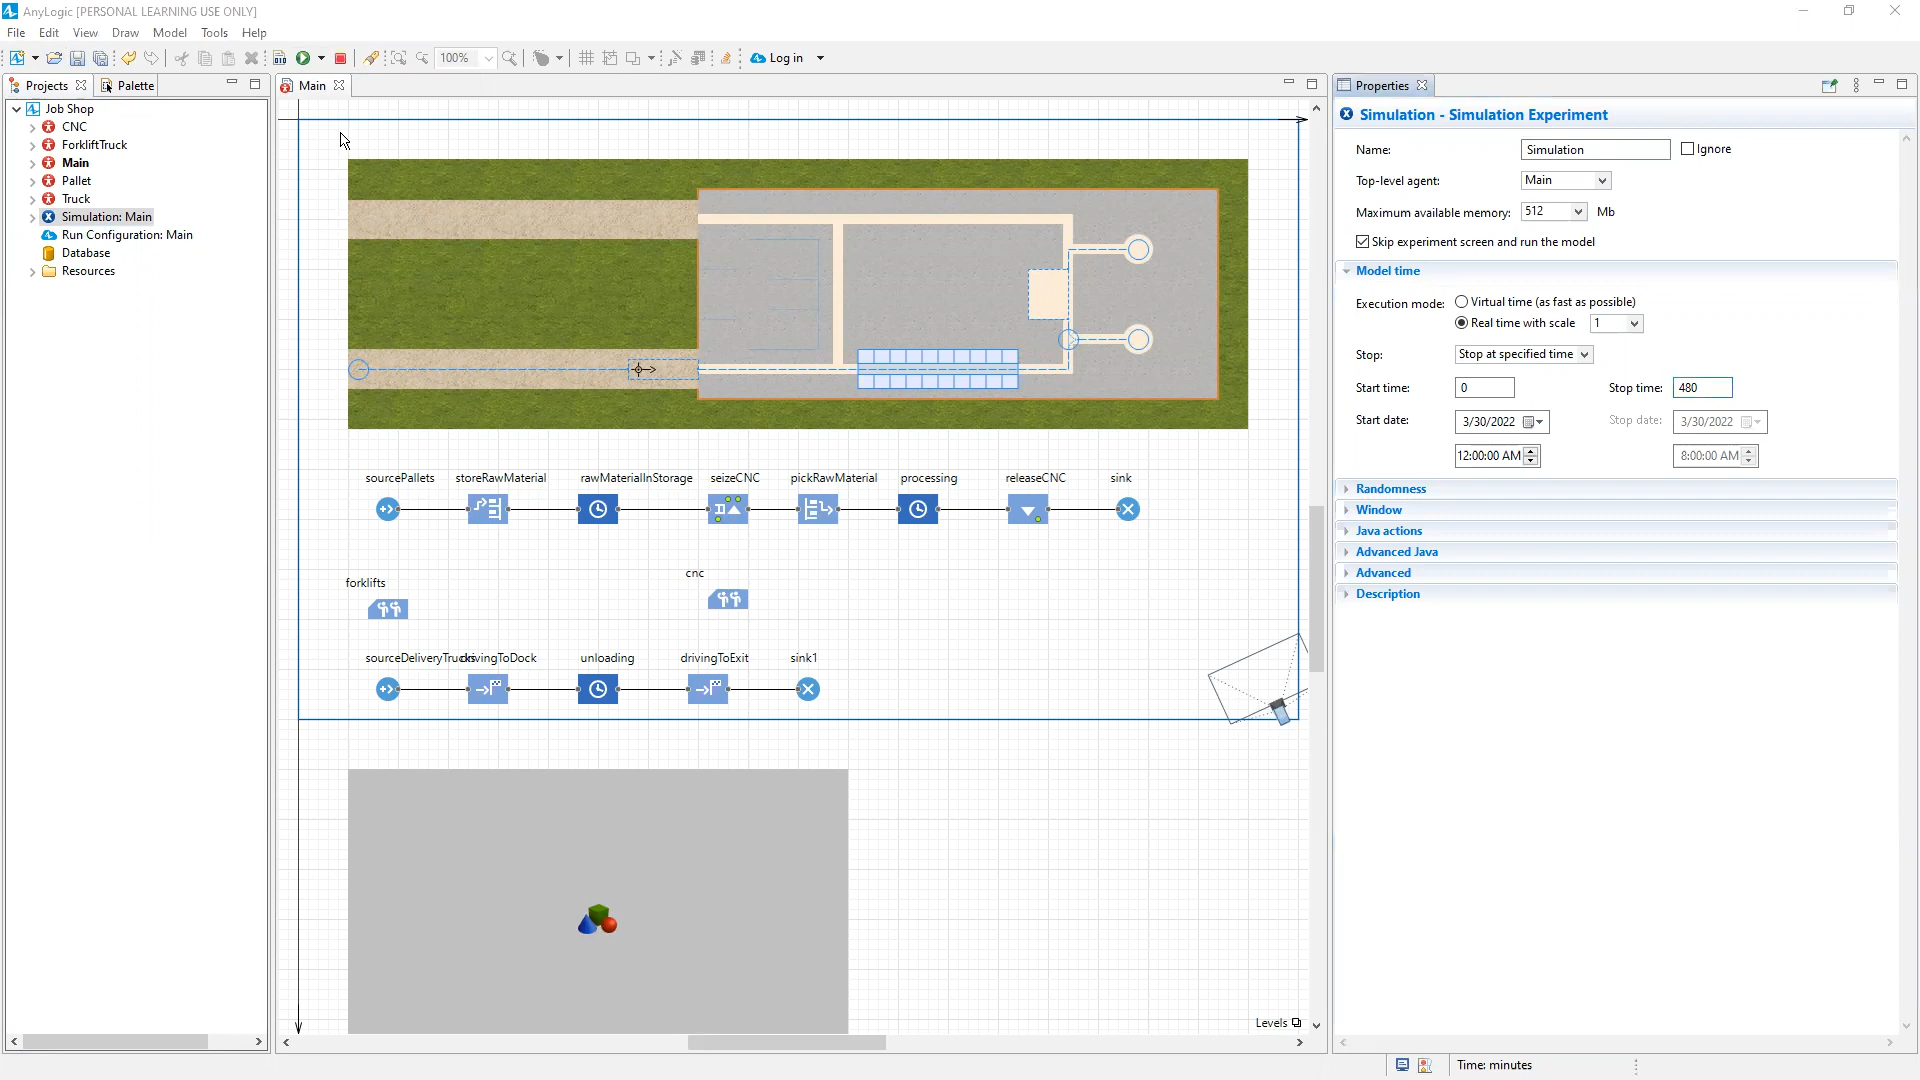 AnyLogic [PERSONAL LEARNING USE ONLY]
File Edit View Draw Model Tools Help
100%
Log in
Projects
Palette
Job Shop
CNC
ForkliftTruck
Main
Pallet
Truck
Simulation: Main
Run Configuration: Main
Database
Resources
Main
sourcePallets storeRawMaterial rawMaterialInStorage seizeCNC pickRawMaterial processing releaseCNC sink
forklifts cnc
sourceDeliveryTrucks drivingToDock unloading drivingToExit sink1
Levels
Properties
Simulation - Simulation Experiment
Name: Simulation Ignore
Top-level agent: Main
Maximum available memory: 512 Mb
Skip experiment screen and run the model
Model time
Execution mode: Virtual time (as fast as possible)
Real time with scale 1
Stop: Stop at specified time
Start time: 0 Stop time: 480
Start date: 3/30/2022 Stop date: 3/30/2022
12:00:00 AM 8:00:00 AM
Randomness
Window
Java actions
Advanced Java
Advanced
Description
Time: minutes